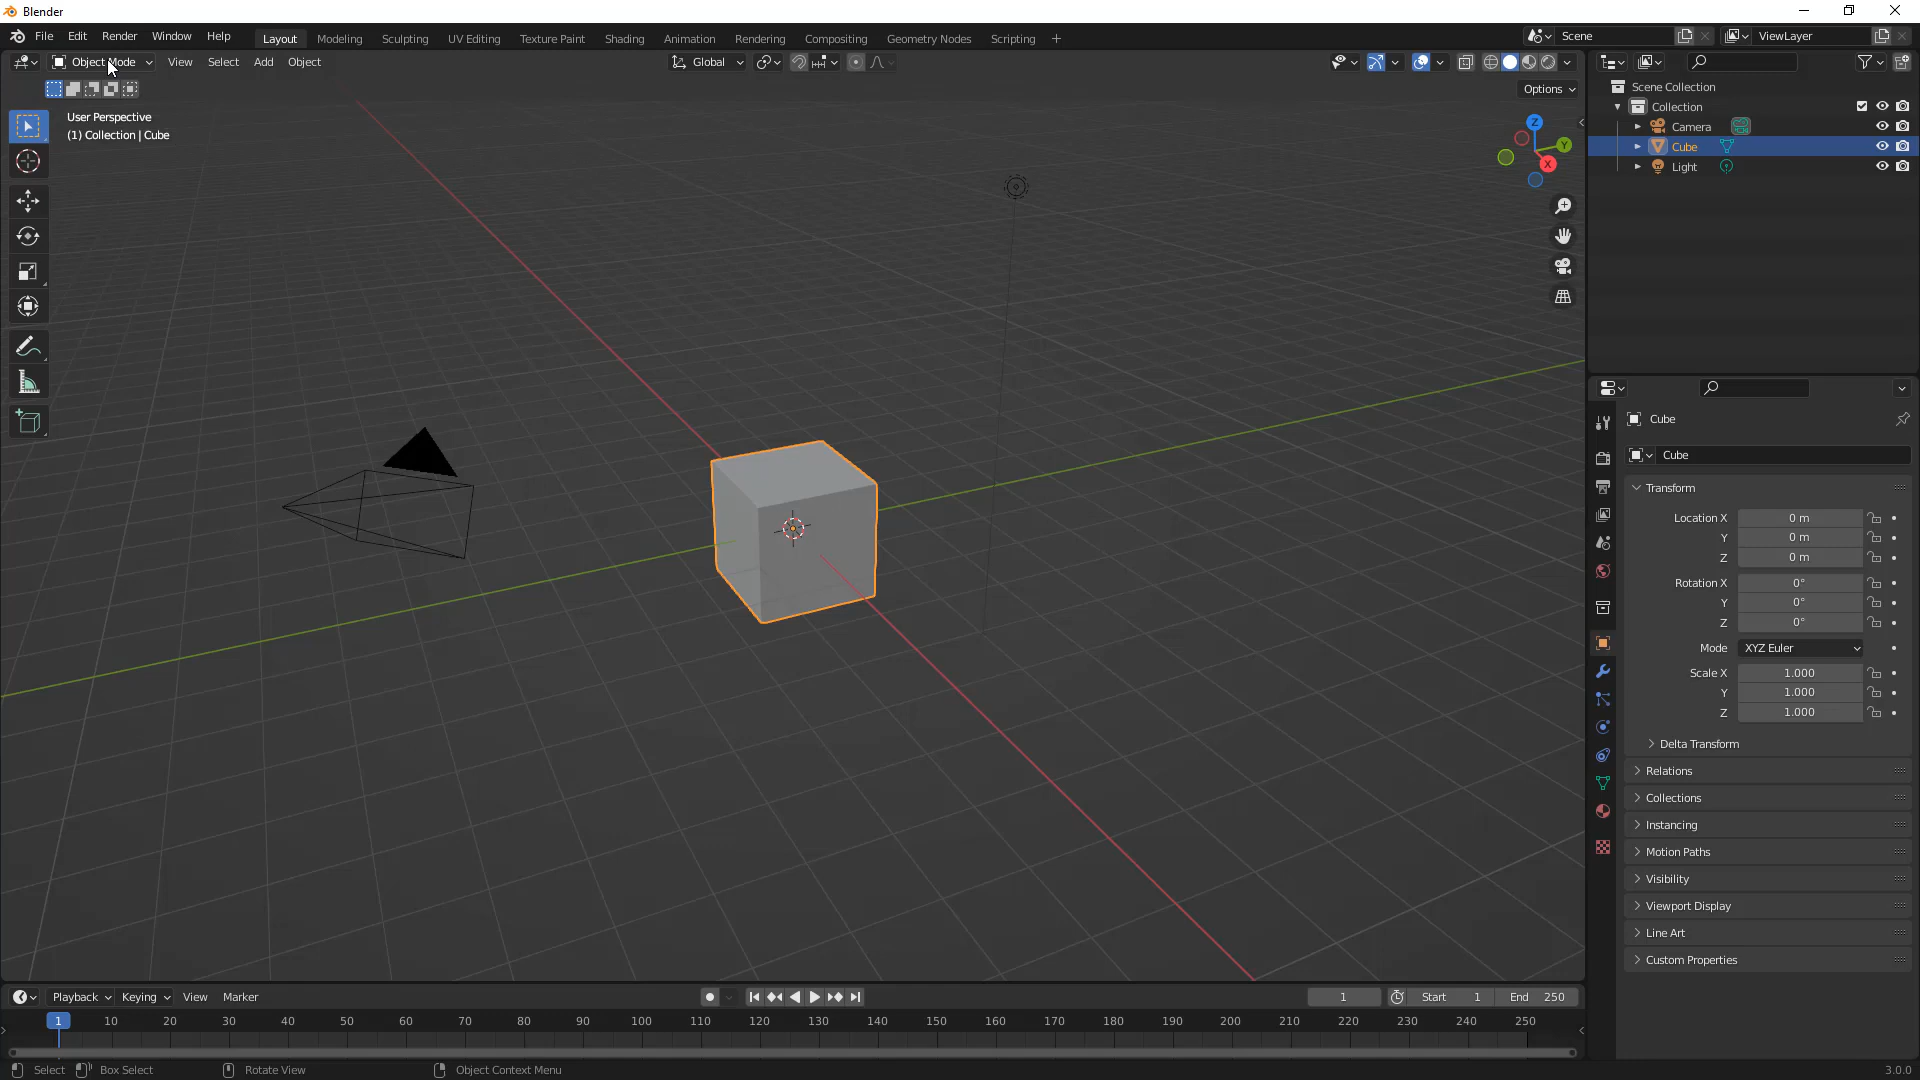 Blender
File Edit Render Window Help Layout Modeling Sculpting UV Editing Texture Paint Shading Animation Rendering Compositing Geometry Nodes Scripting + Scene ViewLayer
Object Mode View Select Add Object Global
Options
User Perspective
(1) Collection | Cube
Z
Y
X
Scene Collection
Collection
Camera
Cube
Light
Cube
Cube
Transform
Location X 0 m
Y 0 m
Z 0 m
Rotation X 0°
Y 0°
Z 0°
Mode XYZ Euler
Scale X 1.000
Y 1.000
Z 1.000
Delta Transform
Relations
Collections
Instancing
Motion Paths
Visibility
Viewport Display
Line Art
Custom Properties
Playback Keying View Marker 1 Start 1 End 250
1 10 20 30 40 50 60 70 80 90 100 110 120 130 140 150 160 170 180 190 200 210 220 230 240 250
Select Box Select Rotate View Object Context Menu 3.0.0